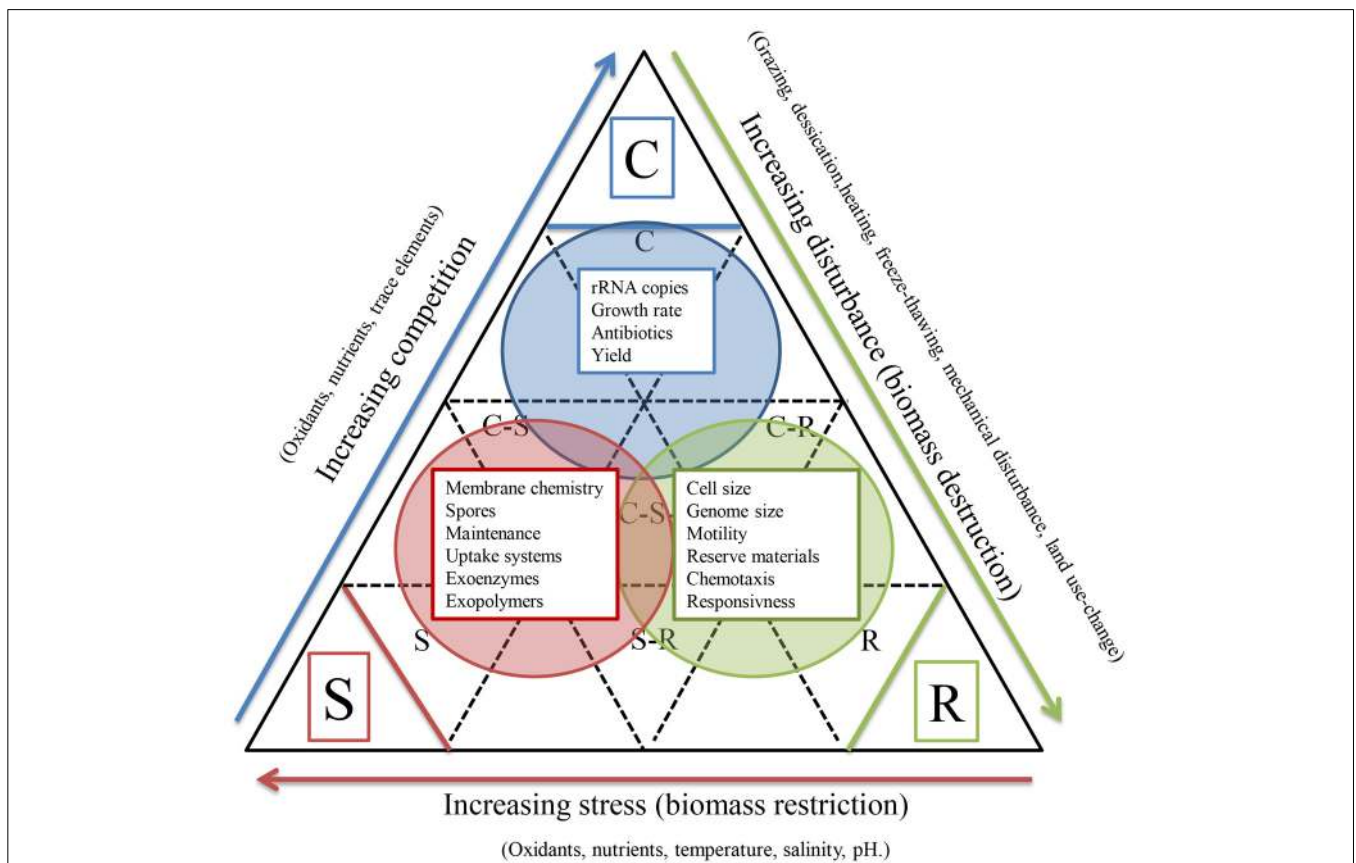 (Grazing, dessication,heating, freeze-thawing, mechanical disturbance, land use-change)
Increasing disturbance (biomass destruction)
C
C
(Oxidants, nutrients, trace elements)
Increasing competition
rRNA copies
Growth rate
Antibiotics
Yield
C-S
C-R
Membrane chemistry
Spores
Maintenance
Uptake systems
Exoenzymes
Exopolymers
C-S-
Cell size
Genome size
Motility
Reserve materials
Chemotaxis
Responsivness
S
S-R
R
S
R
Increasing stress (biomass restriction)
(Oxidants, nutrients, temperature, salinity, pH.)